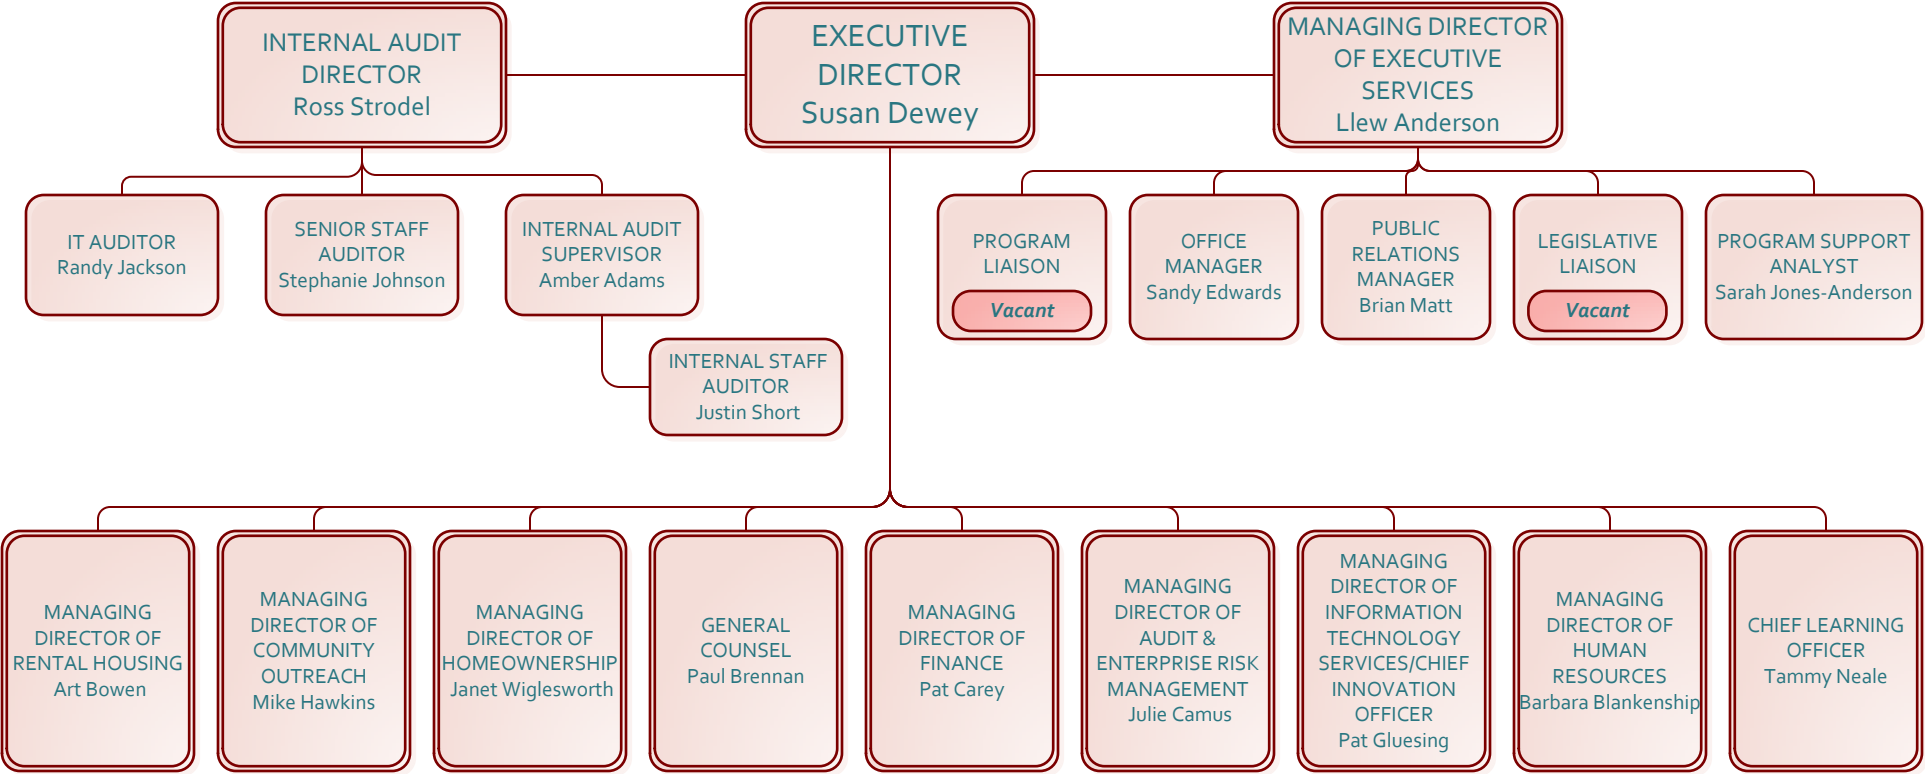 INTERNAL AUDIT
DIRECTOR
Ross Strodel
EXECUTIVE
DIRECTOR
Susan Dewey
MANAGING DIRECTOR
OF EXECUTIVE
SERVICES
Llew Anderson
IT AUDITOR
Randy Jackson
SENIOR STAFF
AUDITOR
Stephanie Johnson
INTERNAL AUDIT
SUPERVISOR
Amber Adams
PROGRAM
LIAISON
Vacant
OFFICE
MANAGER
Sandy Edwards
PUBLIC
RELATIONS
MANAGER
Brian Matt
LEGISLATIVE
LIAISON
Vacant
PROGRAM SUPPORT
ANALYST
Sarah Jones-Anderson
INTERNAL STAFF
AUDITOR
Justin Short
MANAGING
DIRECTOR OF
RENTAL HOUSING
Art Bowen
MANAGING
DIRECTOR OF
COMMUNITY
OUTREACH
Mike Hawkins
MANAGING
DIRECTOR OF
HOMEOWNERSHIP
Janet Wiglesworth
GENERAL
COUNSEL
Paul Brennan
MANAGING
DIRECTOR OF
FINANCE
Pat Carey
MANAGING
DIRECTOR OF
AUDIT &
ENTERPRISE RISK
MANAGEMENT
Julie Camus
MANAGING
DIRECTOR OF
INFORMATION
TECHNOLOGY
SERVICES/CHIEF
INNOVATION
OFFICER
Pat Gluesing
MANAGING
DIRECTOR OF
HUMAN
RESOURCES
Barbara Blankenship
CHIEF LEARNING
OFFICER
Tammy Neale